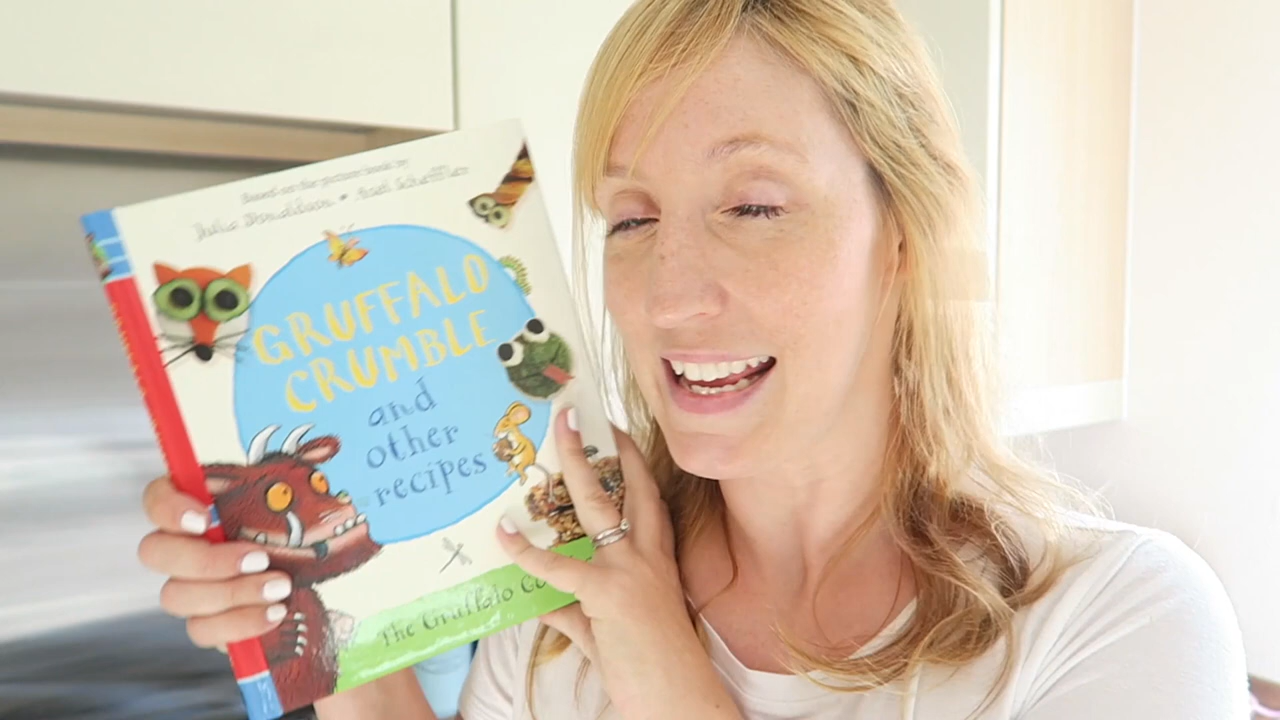 Based on the picture book by
Julia Donaldson • Axel Scheffler
GRUFFALO
CRUMBLE
and
other
recipes
The Gruffalo Co